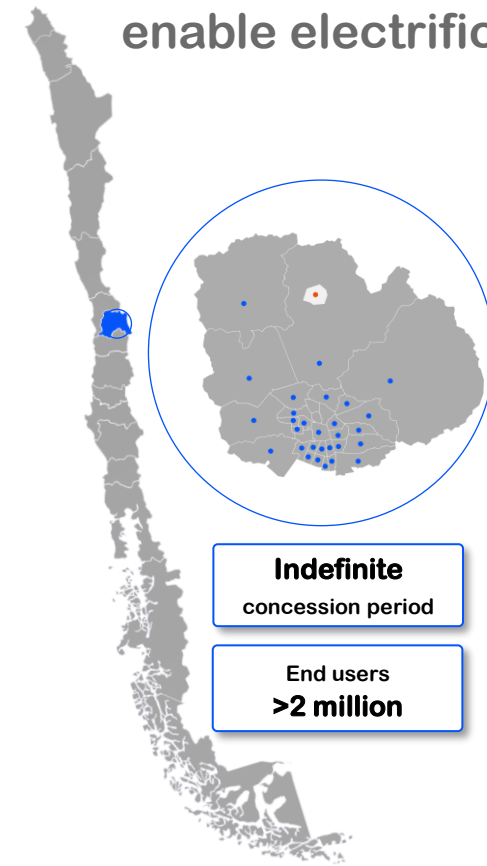 enable electrific
Indefinite
concession period
End users
>2 million